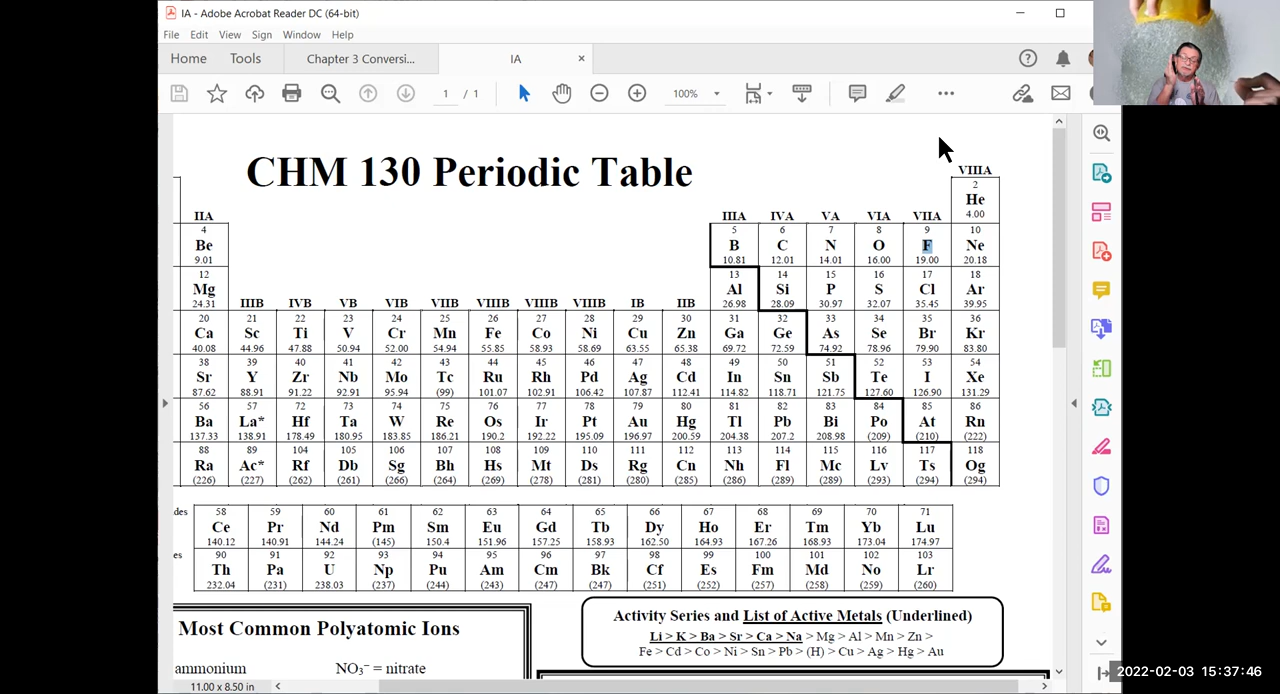 IA - Adobe Acrobat Reader DC (64-bit)
File Edit View Sign Window Help
Home Tools Chapter 3 Conversi... IA ×
1 / 1 100%
CHM 130 Periodic Table
VIIIA
2
He
4.00
IIA IIIA IVA VA VIA VIIA
4 5 6 7 8 9 10
Be B C N O F Ne
9.01 10.81 12.01 14.01 16.00 19.00 20.18
12 13 14 15 16 17 18
Mg Al Si P S Cl Ar
24.31 IIIB IVB VB VIB VIIB VIIIB VIIIB VIIIB IB IIB 26.98 28.09 30.97 32.07 35.45 39.95
20 21 22 23 24 25 26 27 28 29 30 31 32 33 34 35 36
Ca Sc Ti V Cr Mn Fe Co Ni Cu Zn Ga Ge As Se Br Kr
40.08 44.96 47.88 50.94 52.00 54.94 55.85 58.93 58.69 63.55 65.38 69.72 72.59 74.92 78.96 79.90 83.80
38 39 40 41 42 43 44 45 46 47 48 49 50 51 52 53 54
Sr Y Zr Nb Mo Tc Ru Rh Pd Ag Cd In Sn Sb Te I Xe
87.62 88.91 91.22 92.91 95.94 (99) 101.07 102.91 106.42 107.87 112.41 114.82 118.71 121.75 127.60 126.90 131.29
56 57 72 73 74 75 76 77 78 79 80 81 82 83 84 85 86
Ba La* Hf Ta W Re Os Ir Pt Au Hg Tl Pb Bi Po At Rn
137.33 138.91 178.49 180.95 183.85 186.21 190.2 192.22 195.09 196.97 200.59 204.38 207.2 208.98 (209) (210) (222)
88 89 104 105 106 107 108 109 110 111 112 113 114 115 116 117 118
Ra Ac* Rf Db Sg Bh Hs Mt Ds Rg Cn Nh Fl Mc Lv Ts Og
(226) (227) (262) (261) (266) (264) (269) (278) (281) (280) (285) (286) (289) (289) (293) (294) (294)
des 58 59 60 61 62 63 64 65 66 67 68 69 70 71
Ce Pr Nd Pm Sm Eu Gd Tb Dy Ho Er Tm Yb Lu
140.12 140.91 144.24 (145) 150.4 151.96 157.25 158.93 162.50 164.93 167.26 168.93 173.04 174.97
es 90 91 92 93 94 95 96 97 98 99 100 101 102 103
Th Pa U Np Pu Am Cm Bk Cf Es Fm Md No Lr
232.04 (231) 238.03 (237) (244) (243) (247) (247) (251) (252) (257) (258) (259) (260)
Most Common Polyatomic Ions
ammonium NO₃⁻ = nitrate
Activity Series and List of Active Metals (Underlined)
Li > K > Ba > Sr > Ca > Na > Mg > Al > Mn > Zn >
Fe > Cd > Co > Ni > Sn > Pb > (H) > Cu > Ag > Hg > Au
11.00 x 8.50 in
2022-02-03 15:37:46